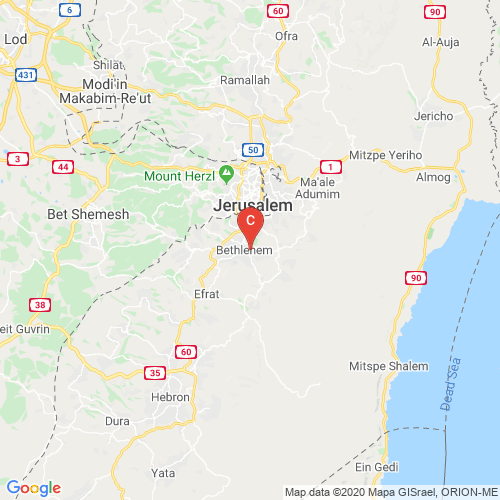 6
60
90
Lod
Ofra
Al-Auja
Shilat
Ramallah
431
Modi'in
Makabim-Re'ut
Jericho
50
3
44
1
Mitzpe Yeriho
Mount Herzl
Ma'ale
Adumim
Almog
Bet Shemesh
Jerusalem
C
Bethlehem
90
Efrat
38
eit Guvrin
60
35
Mitspe Shalem
Dead Sea
Hebron
Dura
Yata
Ein Gedi
Map data ©2020 Mapa GISrael, ORION-ME